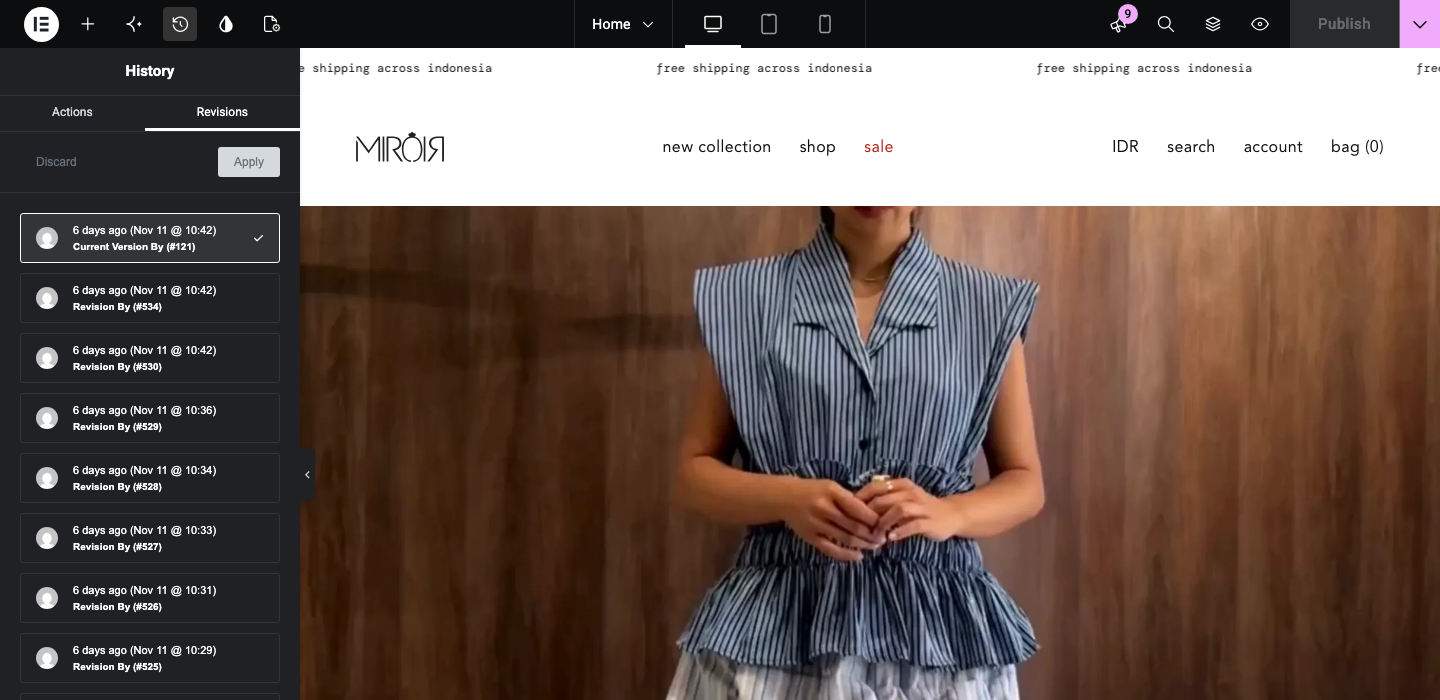 Home
9
Publish
History
Actions
Revisions
Discard
Apply
6 days ago (Nov 11 @ 10:42)
Current Version By (#121)
6 days ago (Nov 11 @ 10:42)
Revision By (#534)
6 days ago (Nov 11 @ 10:42)
Revision By (#530)
6 days ago (Nov 11 @ 10:36)
Revision By (#529)
6 days ago (Nov 11 @ 10:34)
Revision By (#528)
6 days ago (Nov 11 @ 10:33)
Revision By (#527)
6 days ago (Nov 11 @ 10:31)
Revision By (#526)
6 days ago (Nov 11 @ 10:29)
Revision By (#525)
e shipping across indonesia
free shipping across indonesia
free shipping across indonesia
free
MIROIR
new collection
shop
sale
IDR
search
account
bag (0)